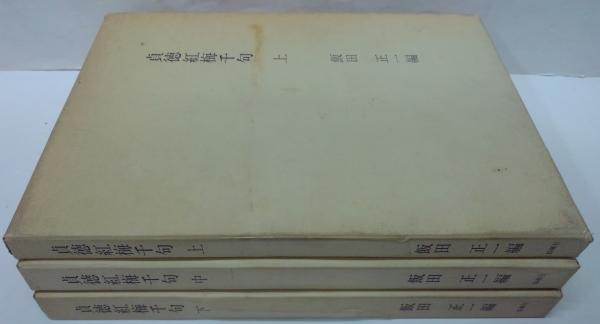 貞徳紅梅千句 上 飯田 正一編
貞徳紅梅千句 上 飯田 正一編
貞徳紅梅千句 中 飯田 正一編
貞徳紅梅千句 下 飯田 正一編